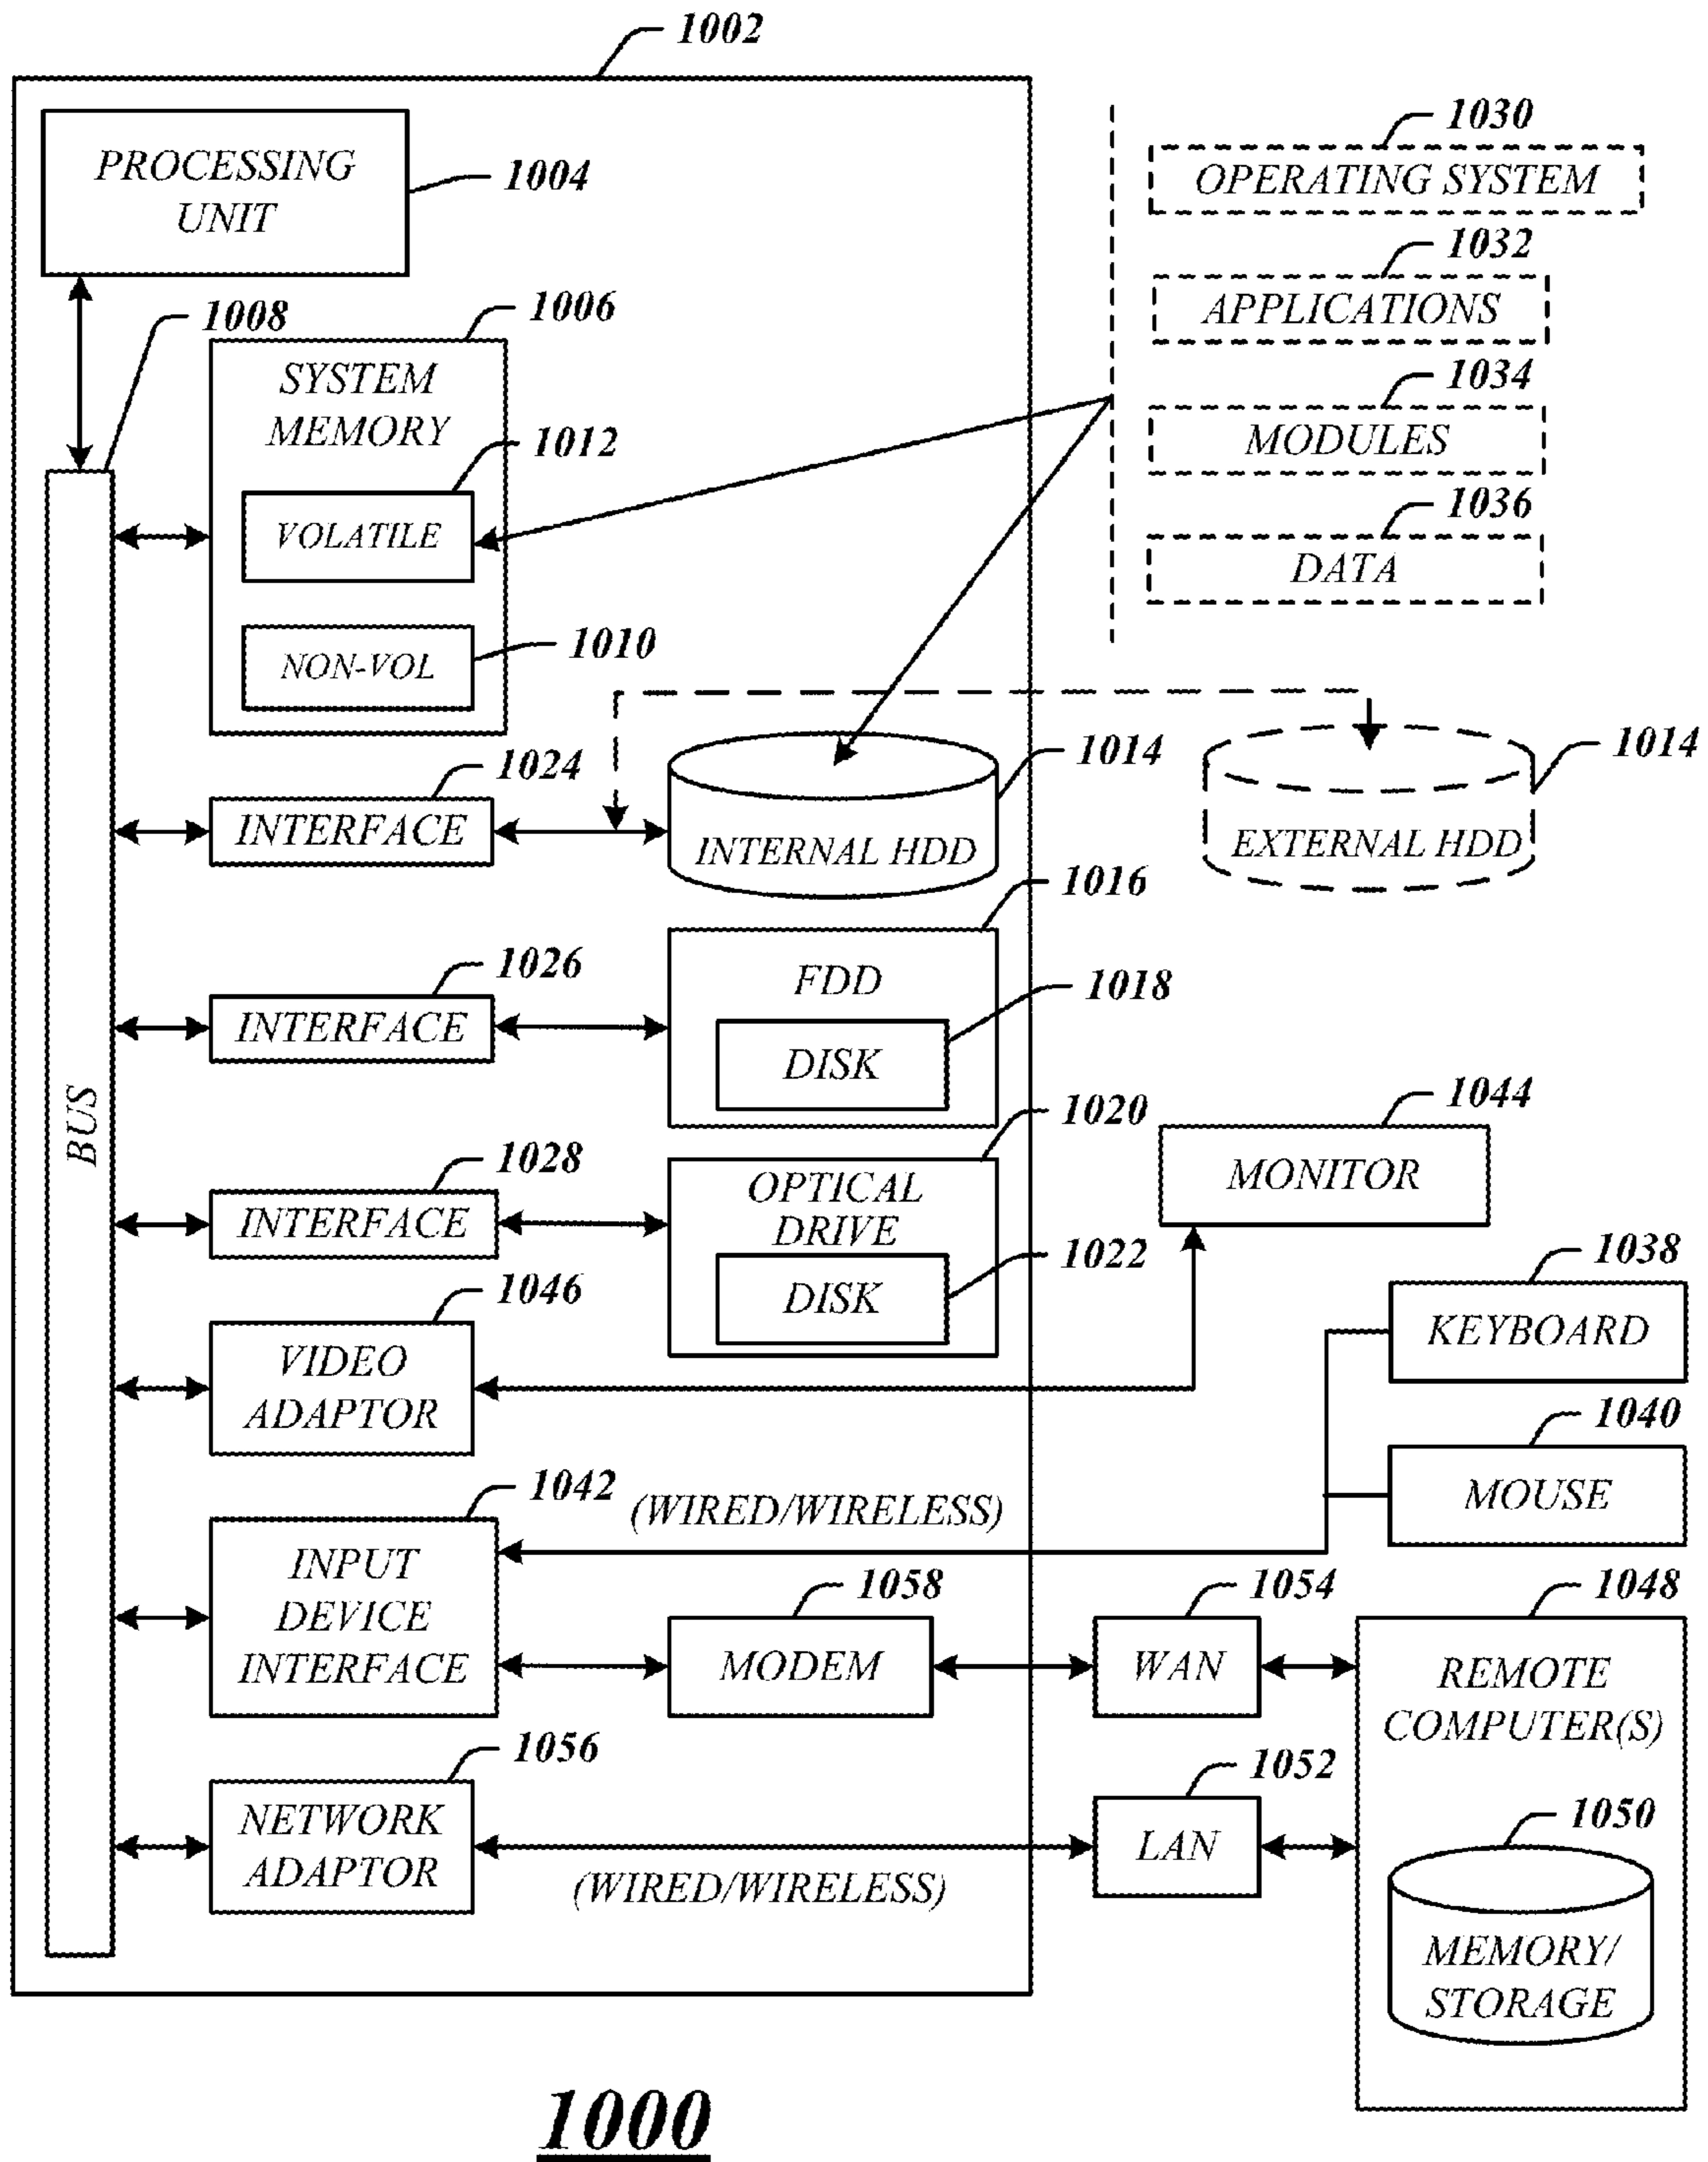 1002
PROCESSING
UNIT
1004
1008
1006
SYSTEM
MEMORY
1012
VOLATILE
1010
NON-VOL
1030
OPERATING SYSTEM
1032
APPLICATIONS
1034
MODULES
1036
DATA
BUS
1024
INTERFACE
1014
INTERNAL HDD
1014
EXTERNAL HDD
1016
FDD
1018
DISK
1026
INTERFACE
1020
OPTICAL
DRIVE
1022
DISK
1028
INTERFACE
1044
MONITOR
1046
VIDEO
ADAPTOR
1038
KEYBOARD
1040
MOUSE
1042
INPUT
DEVICE
INTERFACE
(WIRED/WIRELESS)
1058
MODEM
1054
WAN
1048
REMOTE
COMPUTER(S)
1056
NETWORK
ADAPTOR
(WIRED/WIRELESS)
1052
LAN
1050
MEMORY/
STORAGE
1000